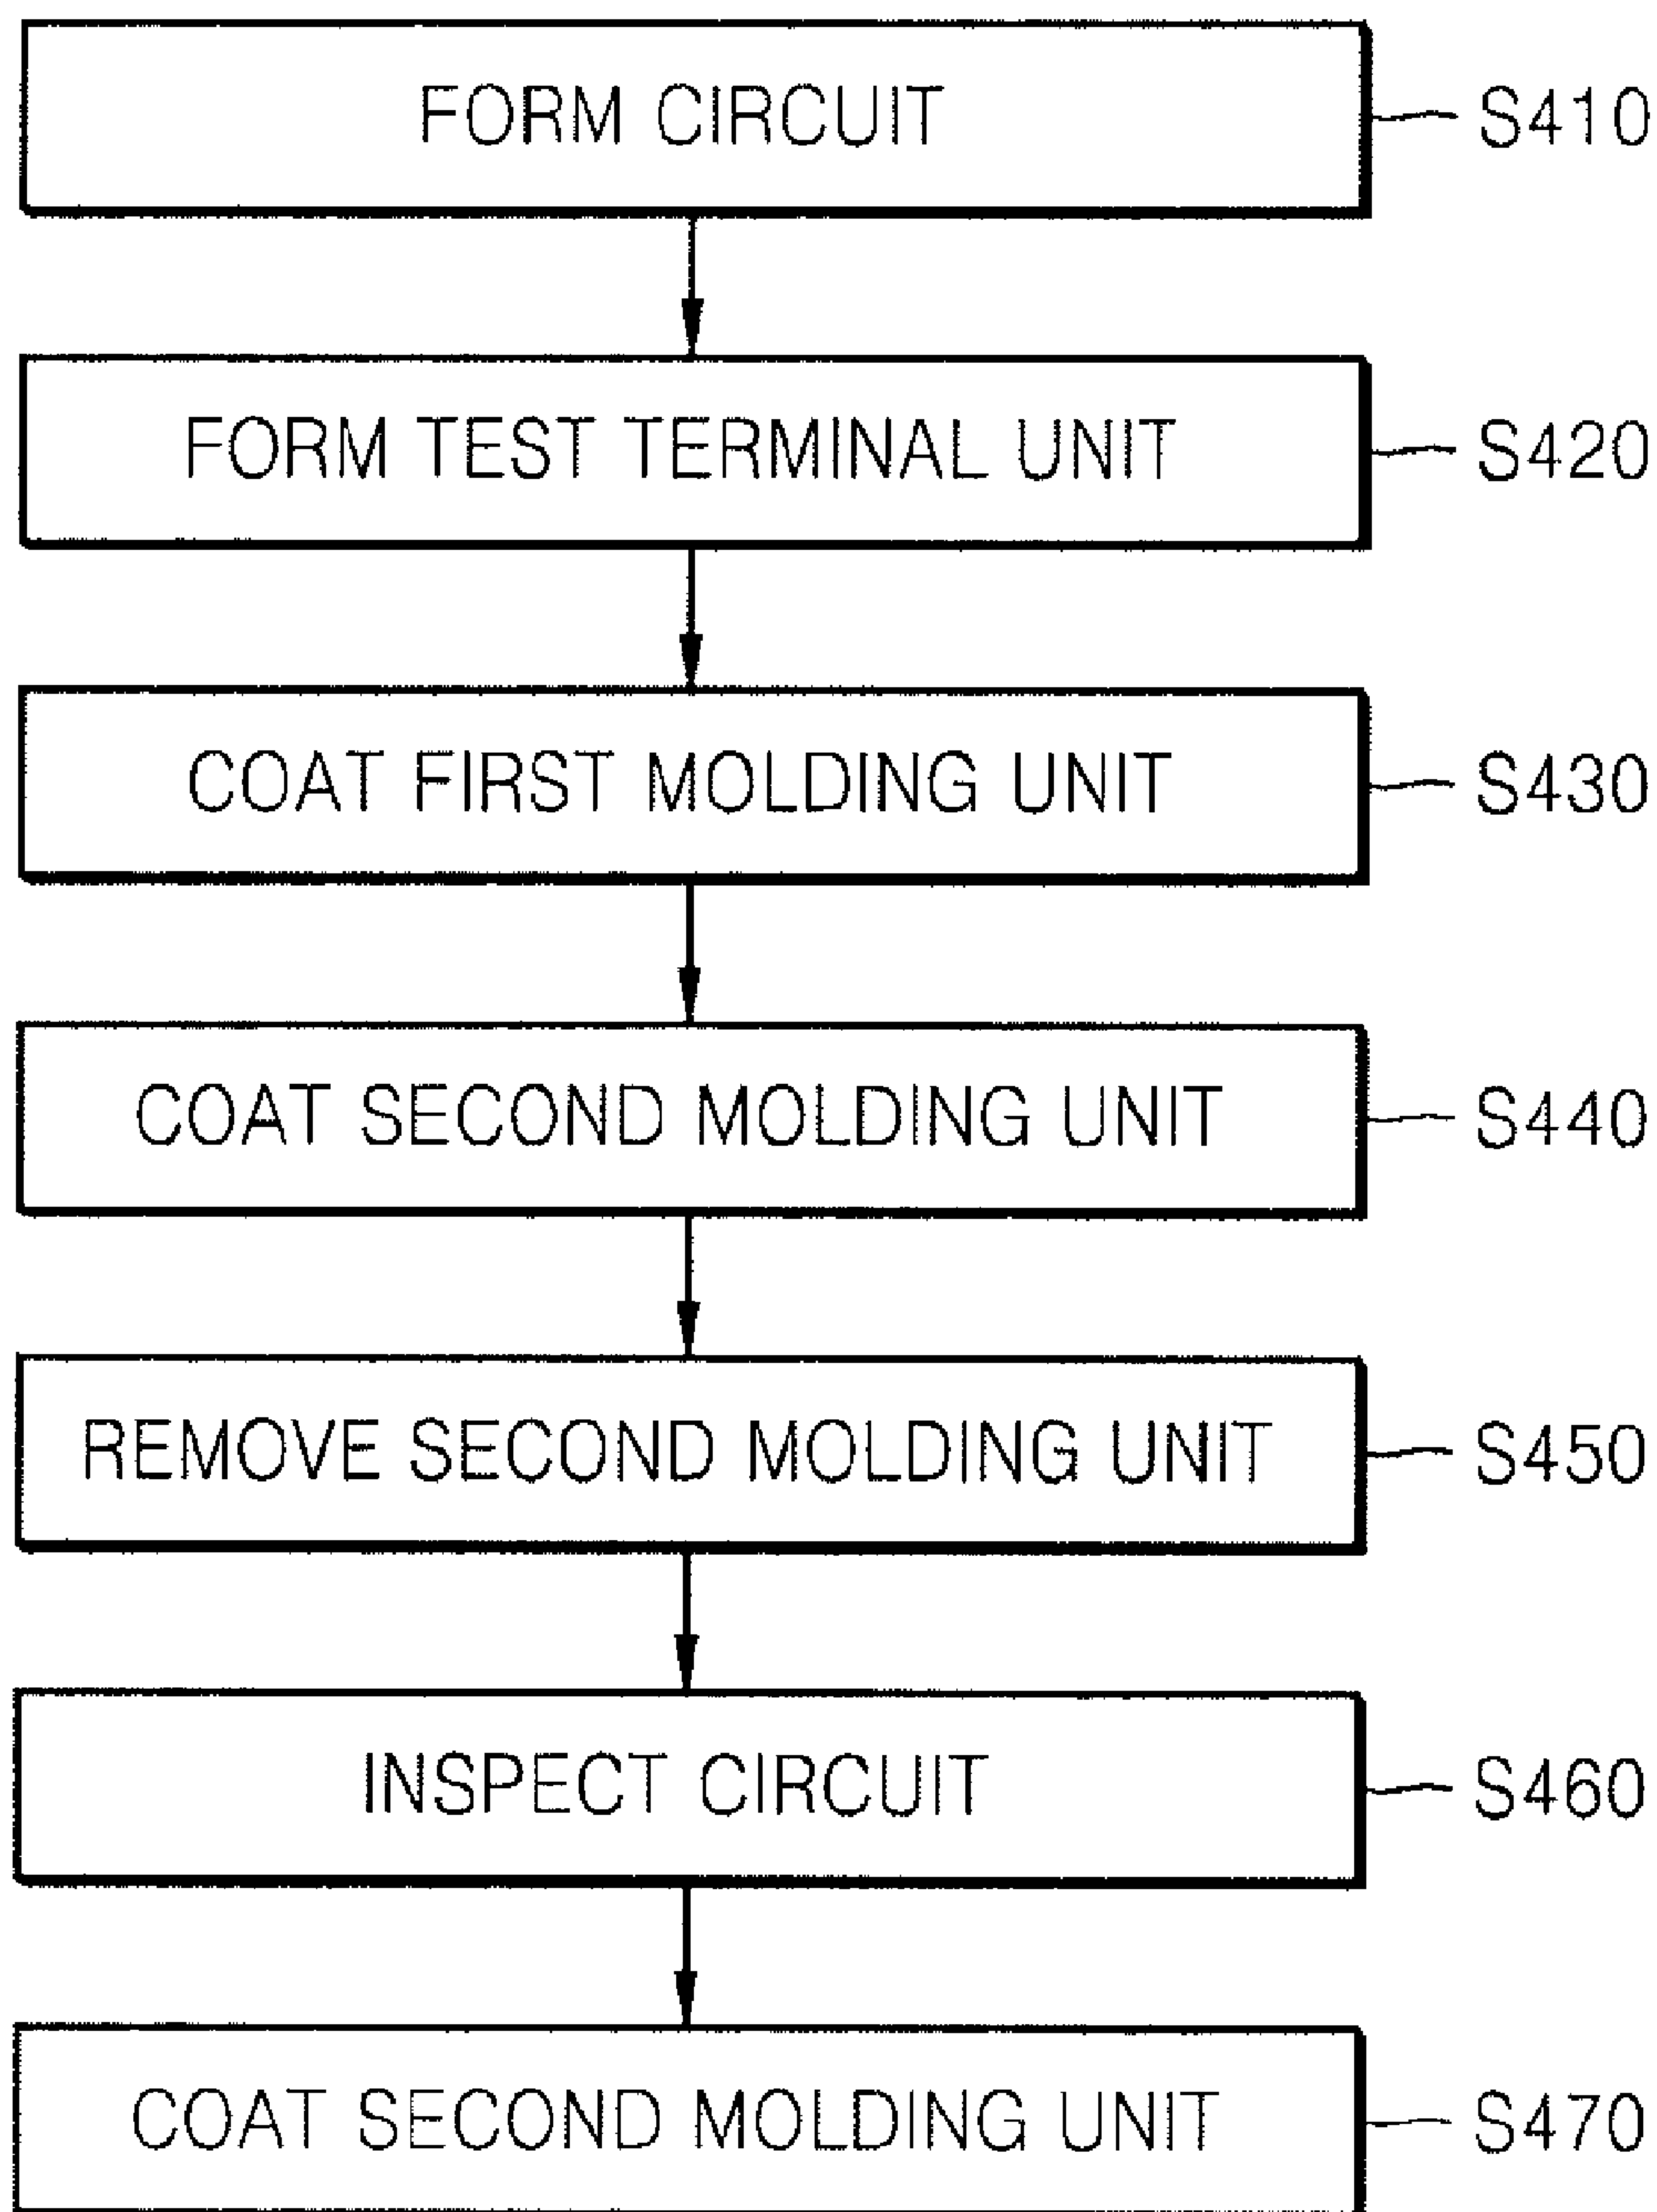 FORM CIRCUIT
S410
FORM TEST TERMINAL UNIT
S420
COAT FIRST MOLDING UNIT
S430
COAT SECOND MOLDING UNIT
S440
REMOVE SECOND MOLDING UNIT
S450
INSPECT CIRCUIT
S460
COAT SECOND MOLDING UNIT
S470